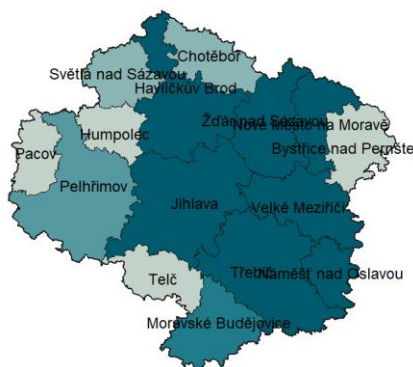 Chotěboř
Světlá nad Sázavou
Havlíčkův Brod
Žďár nad Sázavou
Nové Město na Moravě
Humpolec
Bystřice nad Pernšte
Pacov
Pelhřimov
Jihlava
Velké Meziříčí
Telč
Třebíč
Náměšť nad Oslavou
Moravské Budějovice